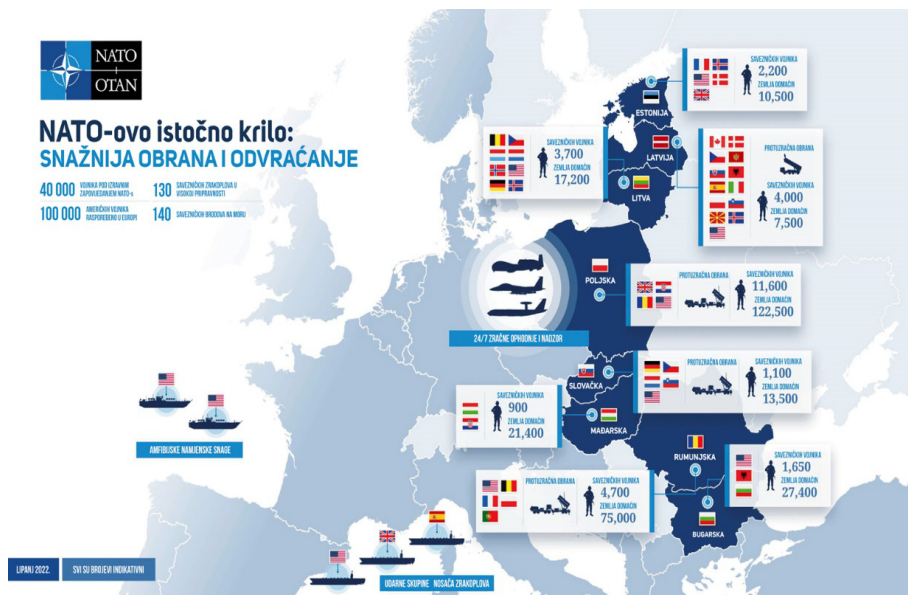 NATO
OTAN
NATO-ovo istočno krilo:
SNAŽNIJA OBRANA I ODVRAĆANJE
40 000 VOJNIKA POD IZRAVNIM
ZAPOVIJEDANJEM NATO-s
130 SAVEZNIČKIH ZRAKOPLOVA U
VISOKOJ PRIPRAVNOSTI
100 000 AMERIČKIH VOJNIKA
RASPOREĐENO U EUROPI
140 SAVEZNIČKIH BRODOVA NA MORU
SAVEZNIČKIH VOJNIKA
2,200
ZEMLJA DOMAĆIN
10,500
ESTONIJA
SAVEZNIČKIH VOJNIKA
3,700
ZEMLJA DOMAĆIN
17,200
LATVIJA
LITVA
PROTUZRAČNA OBRANA
SAVEZNIČKIH VOJNIKA
4,000
ZEMLJA DOMAĆIN
7,500
POLJSKA
PROTUZRAČNA OBRANA
SAVEZNIČKIH VOJNIKA
11,600
ZEMLJA DOMAĆIN
122,500
24/7 ZRAČNE OPHODNJE I NADZOR
SLOVAČKA
PROTUZRAČNA OBRANA
SAVEZNIČKIH VOJNIKA
1,100
ZEMLJA DOMAĆIN
13,500
SAVEZNIČKIH VOJNIKA
900
ZEMLJA DOMAĆIN
21,400
MAĐARSKA
AMFIBIJSKE NAMJENSKE SNAGE
RUMUNJSKA
PROTUZRAČNA OBRANA
SAVEZNIČKIH VOJNIKA
4,700
ZEMLJA DOMAĆIN
75,000
SAVEZNIČKIH VOJNIKA
1,650
ZEMLJA DOMAĆIN
27,400
BUGARSKA
LIPANJ 2022.
SVI SU BROJEVI INDIKATIVNI
UDARNE SKUPINE NOSAČA ZRAKOPLOVA